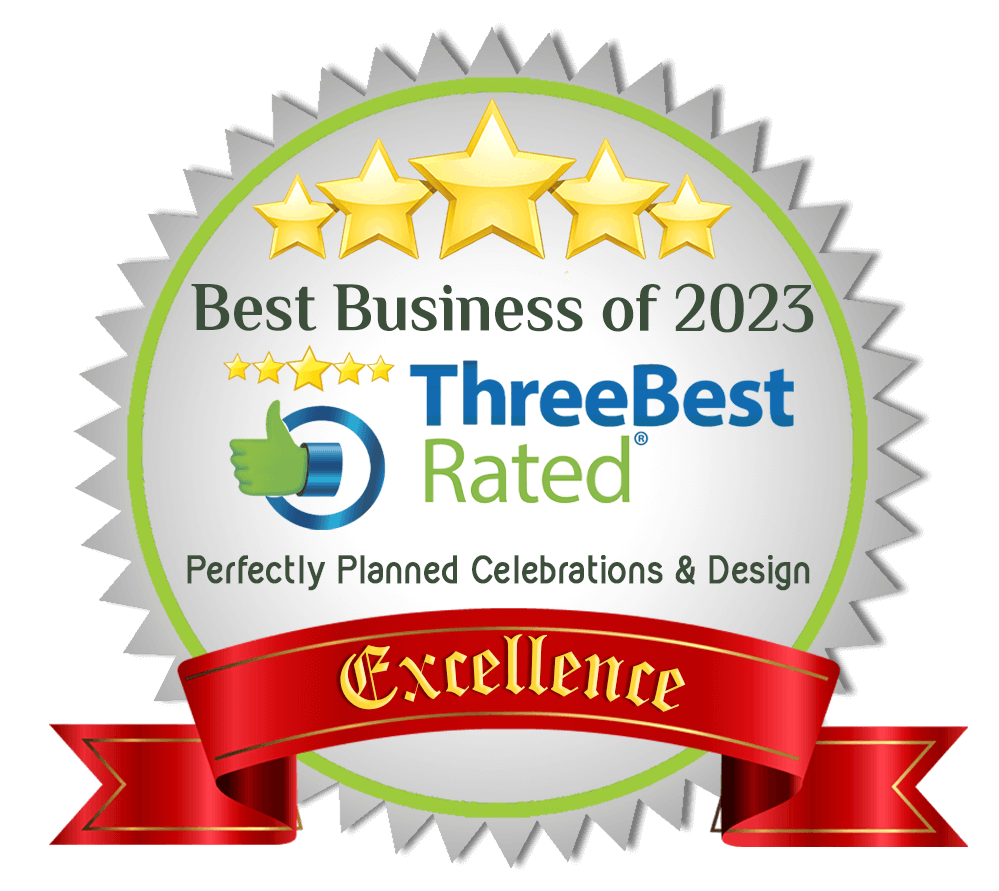 Best Business of 2023
ThreeBest
Rated®
Perfectly Planned Celebrations & Design
Excellence